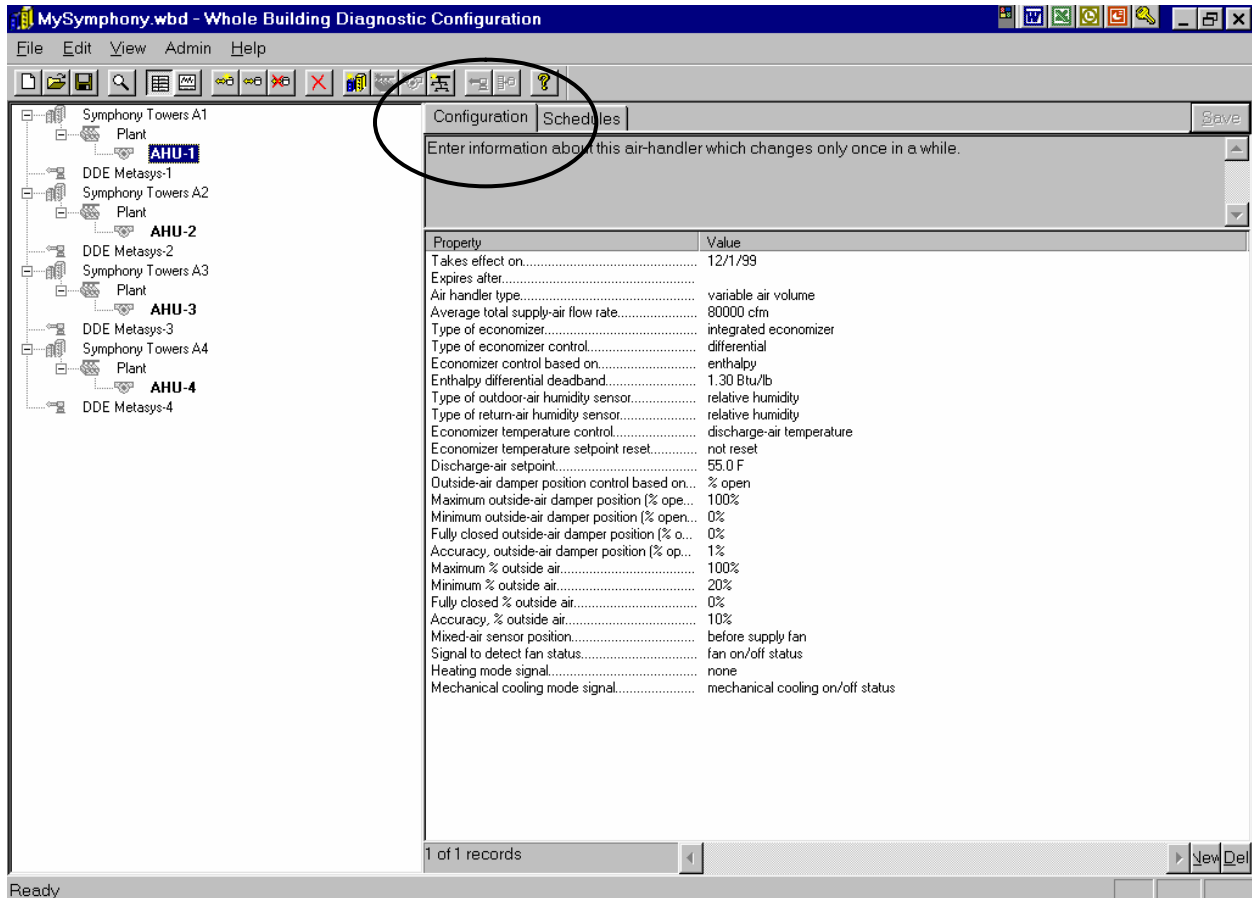 MySymphony.wbd - Whole Building Diagnostic Configuration
File Edit View Admin Help
Symphony Towers A1
Plant
AHU-1
DDE Metasys-1
Symphony Towers A2
Plant
AHU-2
DDE Metasys-2
Symphony Towers A3
Plant
AHU-3
DDE Metasys-3
Symphony Towers A4
Plant
AHU-4
DDE Metasys-4
Configuration Schedules Save
Enter information about this air-handler which changes only once in a while.
Property Value
Takes effect on................................................ 12/1/99
Expires after.....................................................
Air handler type................................................ variable air volume
Average total supply-air flow rate..................... 80000 cfm
Type of economizer.......................................... integrated economizer
Type of economizer control.............................. differential
Economizer control based on........................... enthalpy
Enthalpy differential deadband......................... 1.30 Btu/lb
Type of outdoor-air humidity sensor.................. relative humidity
Type of return-air humidity sensor..................... relative humidity
Economizer temperature control....................... discharge-air temperature
Economizer temperature setpoint reset............. not reset
Discharge-air setpoint....................................... 55.0 F
Outside-air damper position control based on... % open
Maximum outside-air damper position (% ope... 100%
Minimum outside-air damper position (% open... 0%
Fully closed outside-air damper position (% o... 0%
Accuracy, outside-air damper position (% op... 1%
Maximum % outside air..................................... 100%
Minimum % outside air...................................... 20%
Fully closed % outside air.................................. 0%
Accuracy, % outside air.................................... 10%
Mixed-air sensor position.................................. before supply fan
Signal to detect fan status................................ fan on/off status
Heating mode signal......................................... none
Mechanical cooling mode signal...................... mechanical cooling on/off status
1 of 1 records New Del
Ready